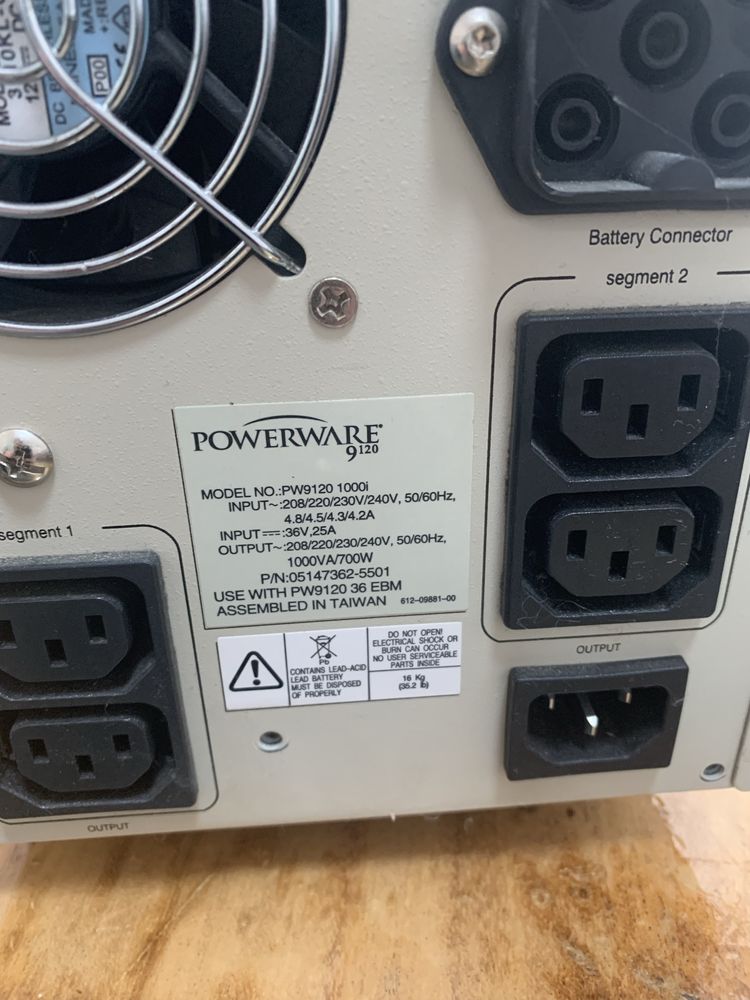 DC B
P00
Battery Connector
segment 2
POWERWARE®
9120
MODEL NO.:PW9120 1000i
INPUT~:208/220/230V/240V, 50/60Hz,
4.8/4.5/4.3/4.2A
INPUT⎓:36V,25A
OUTPUT~:208/220/230/240V, 50/60Hz,
1000VA/700W
P/N:05147362-5501
USE WITH PW9120 36 EBM
ASSEMBLED IN TAIWAN 612-09881-00
segment 1
Pb
CONTAINS LEAD-ACID
LEAD BATTERY
MUST BE DISPOSED
OF PROPERLY
DO NOT OPEN!
ELECTRICAL SHOCK OR
BURN CAN OCCUR
NO USER SERVICEABLE
PARTS INSIDE
16 Kg
(35.2 lb)
OUTPUT
OUTPUT